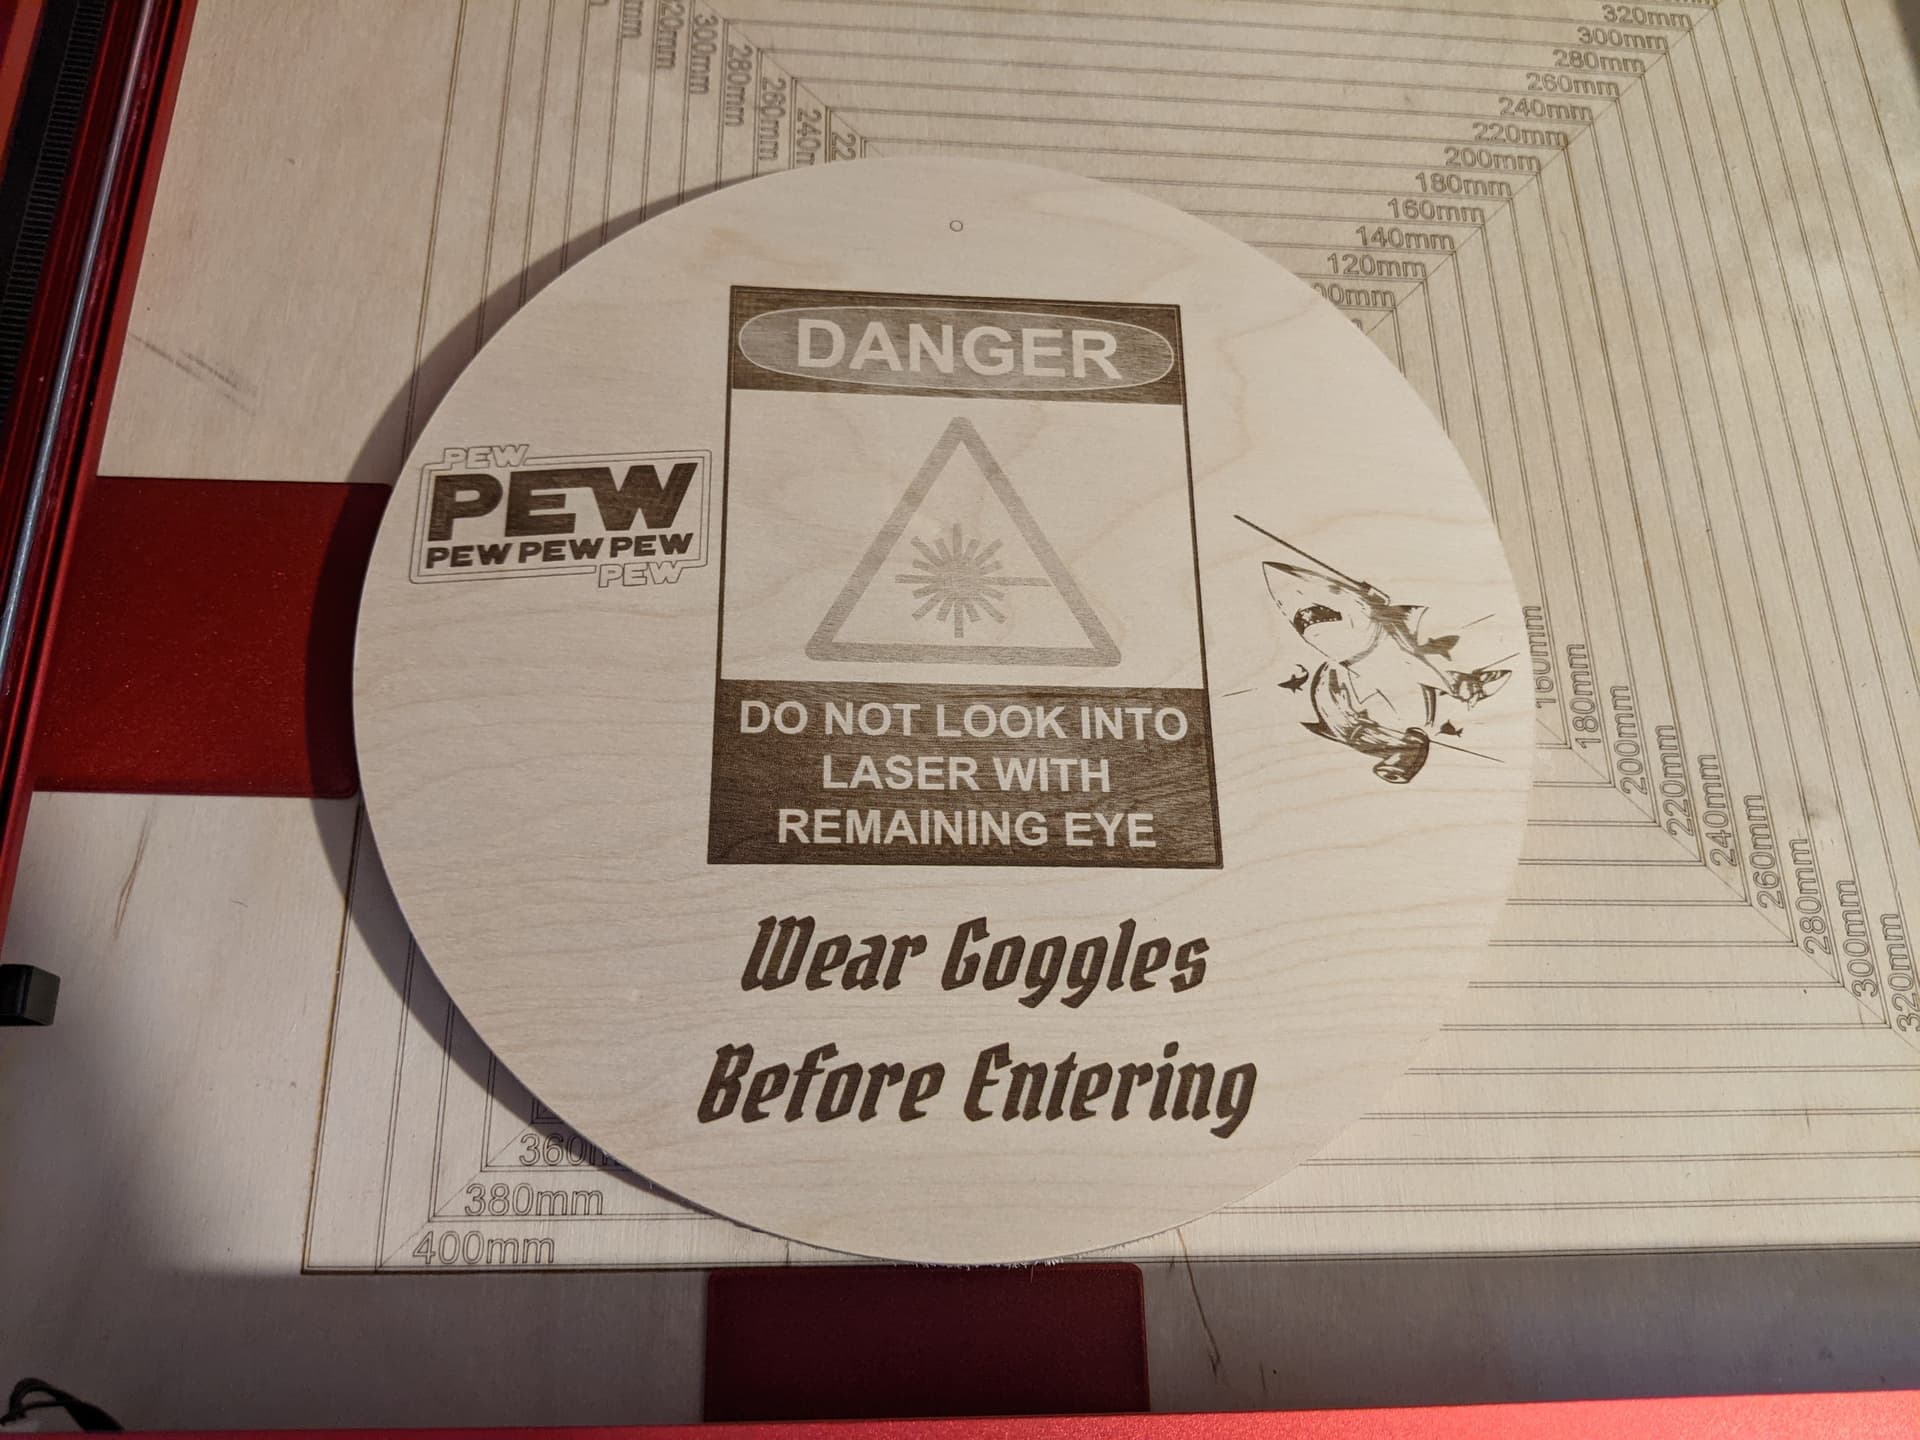 320mm
300mm
280mm
260mm
240mm
220mm
200mm
180mm
160mm
140mm
120mm
300mm
280mm
260mm
DANGER
PEW
PEW
PEW PEW PEW
PEW
DO NOT LOOK INTO
LASER WITH
REMAINING EYE
Wear Goggles
Before Entering
160mm
180mm
200mm
220mm
240mm
260mm
280mm
300mm
320mm
380mm
400mm